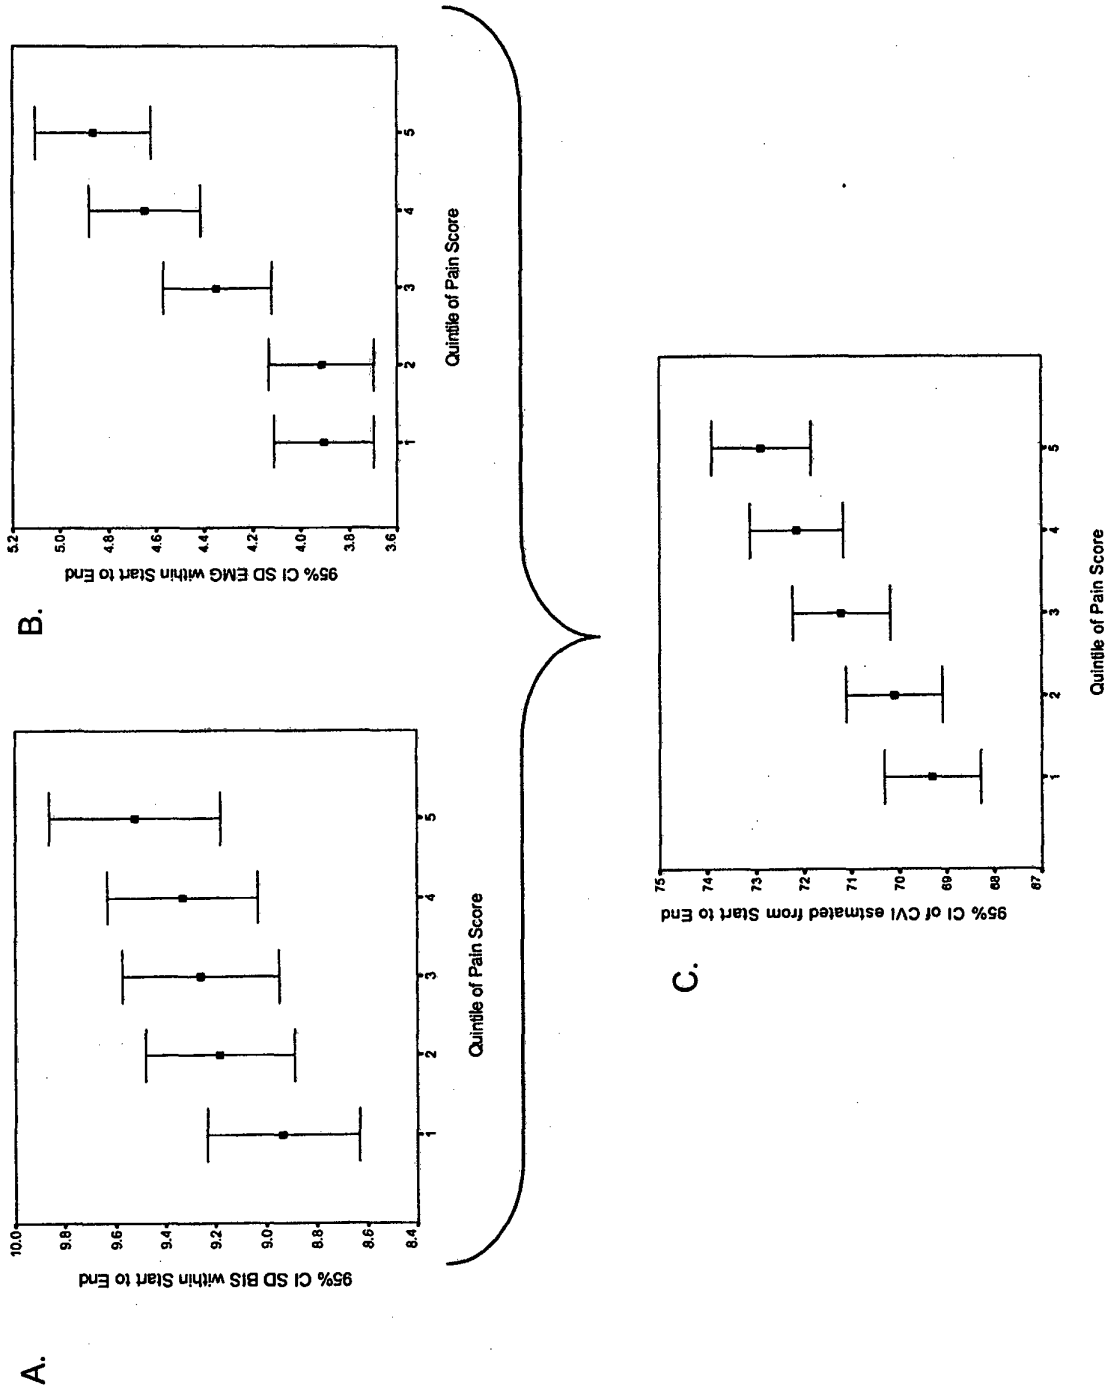 A.
95% CI SD BIS within Start to End
10.0
9.8
9.6
9.4
9.2
9.0
8.8
8.6
8.4
1 2 3 4 5
Quintile of Pain Score
B.
95% CI SD EMG within Start to End
5.2
5.0
4.8
4.6
4.4
4.2
4.0
3.8
3.6
1 2 3 4 5
Quintile of Pain Score
C.
95% CI of CVI estmated from Start to End
75
74
73
72
71
70
69
68
67
1 2 3 4 5
Quintile of Pain Score